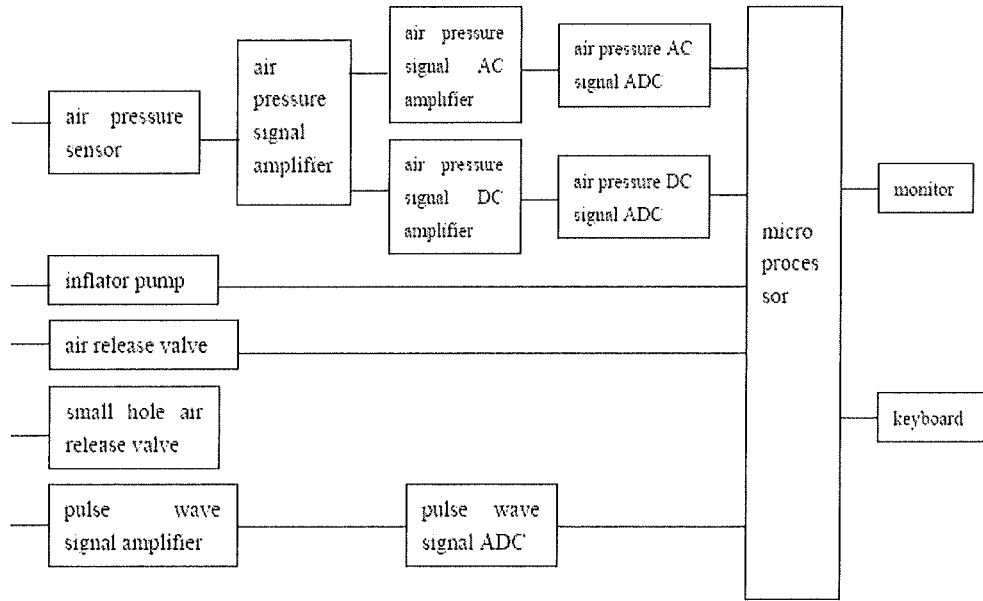 air pressure
sensor
air
pressure
signal
amplifier
air pressure
signal AC
amplifier
air pressure AC
signal ADC
air pressure
signal DC
amplifier
air pressure DC
signal ADC
micro
proces
sor
monitor
keyboard
inflator pump
air release valve
small hole air
release valve
pulse wave
signal amplifier
pulse wave
signal ADC